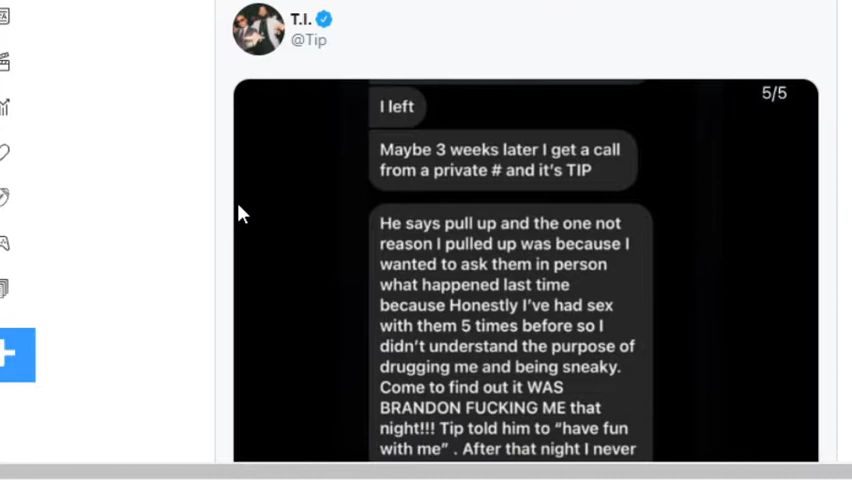 T.I.
@Tip
5/5
I left
Maybe 3 weeks later I get a call
from a private # and it's TIP
He says pull up and the one not
reason I pulled up was because I
wanted to ask them in person
what happened last time
because Honestly I've had sex
with them 5 times before so I
didn't understand the purpose of
drugging me and being sneaky.
Come to find out it WAS
BRANDON FUCKING ME that
night!!! Tip told him to "have fun
with me" . After that night I never